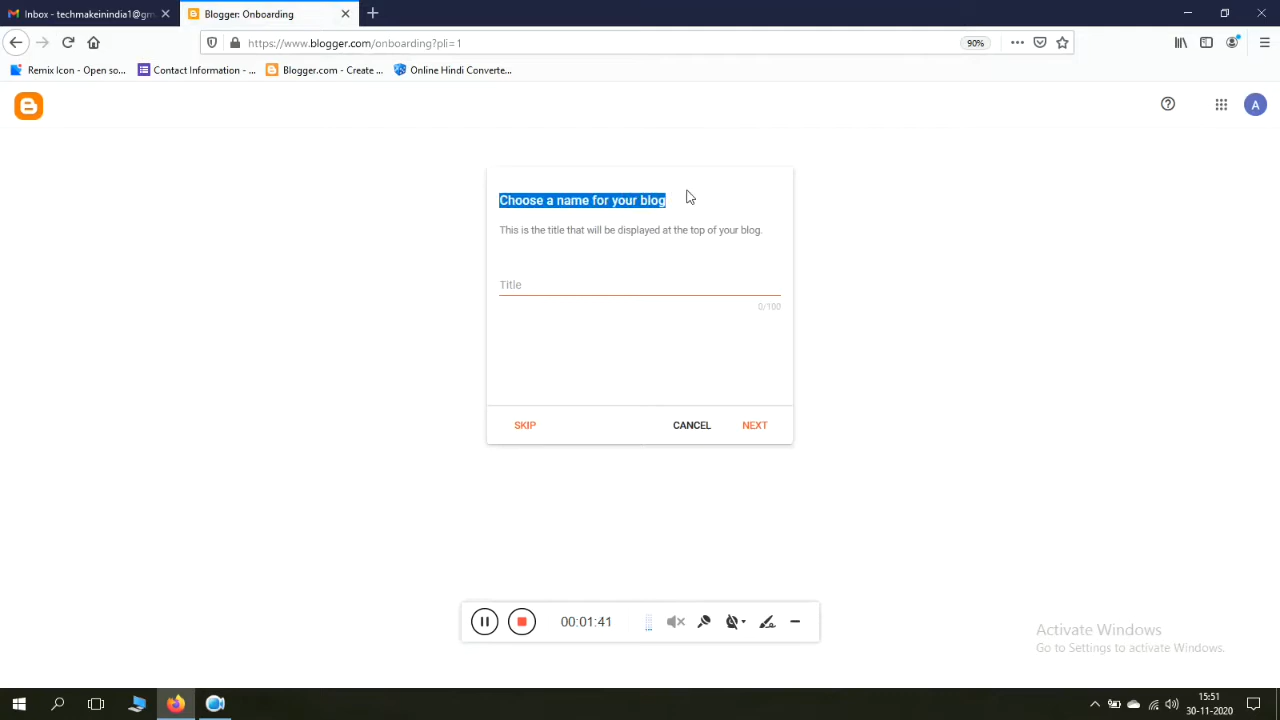 Inbox - techmakeinindia1@gm
Blogger: Onboarding
https://www.blogger.com/onboarding?pli=1
90%
Remix Icon - Open so...
Contact Information - ...
Blogger.com - Create ...
Online Hindi Converte...
A
Choose a name for your blog
This is the title that will be displayed at the top of your blog.
Title
0/100
SKIP
CANCEL
NEXT
00:01:41
Activate Windows
Go to Settings to activate Windows.
15:51
30-11-2020